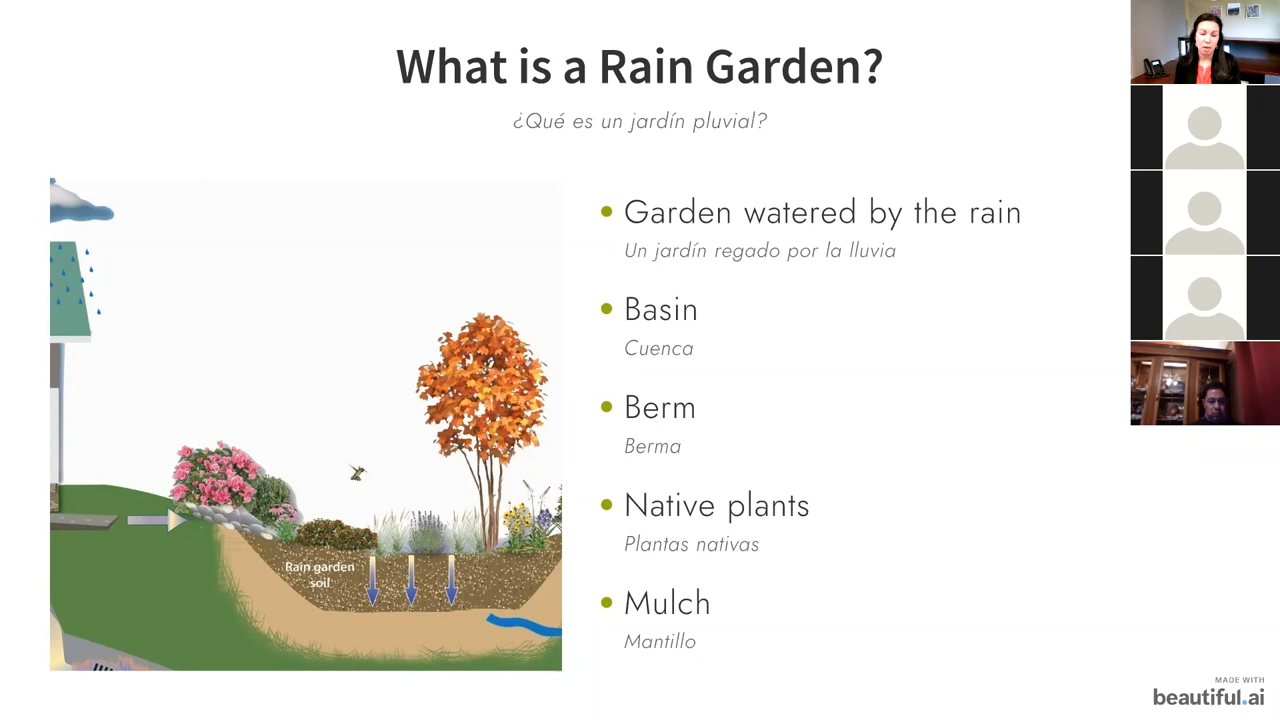 What is a Rain Garden?
¿Qué es un jardín pluvial?
Garden watered by the rain
Un jardín regado por la lluvia
Basin
Cuenca
Berm
Berma
Native plants
Plantas nativas
Mulch
Mantillo
Rain garden
soil
MADE WITH
beautiful.ai